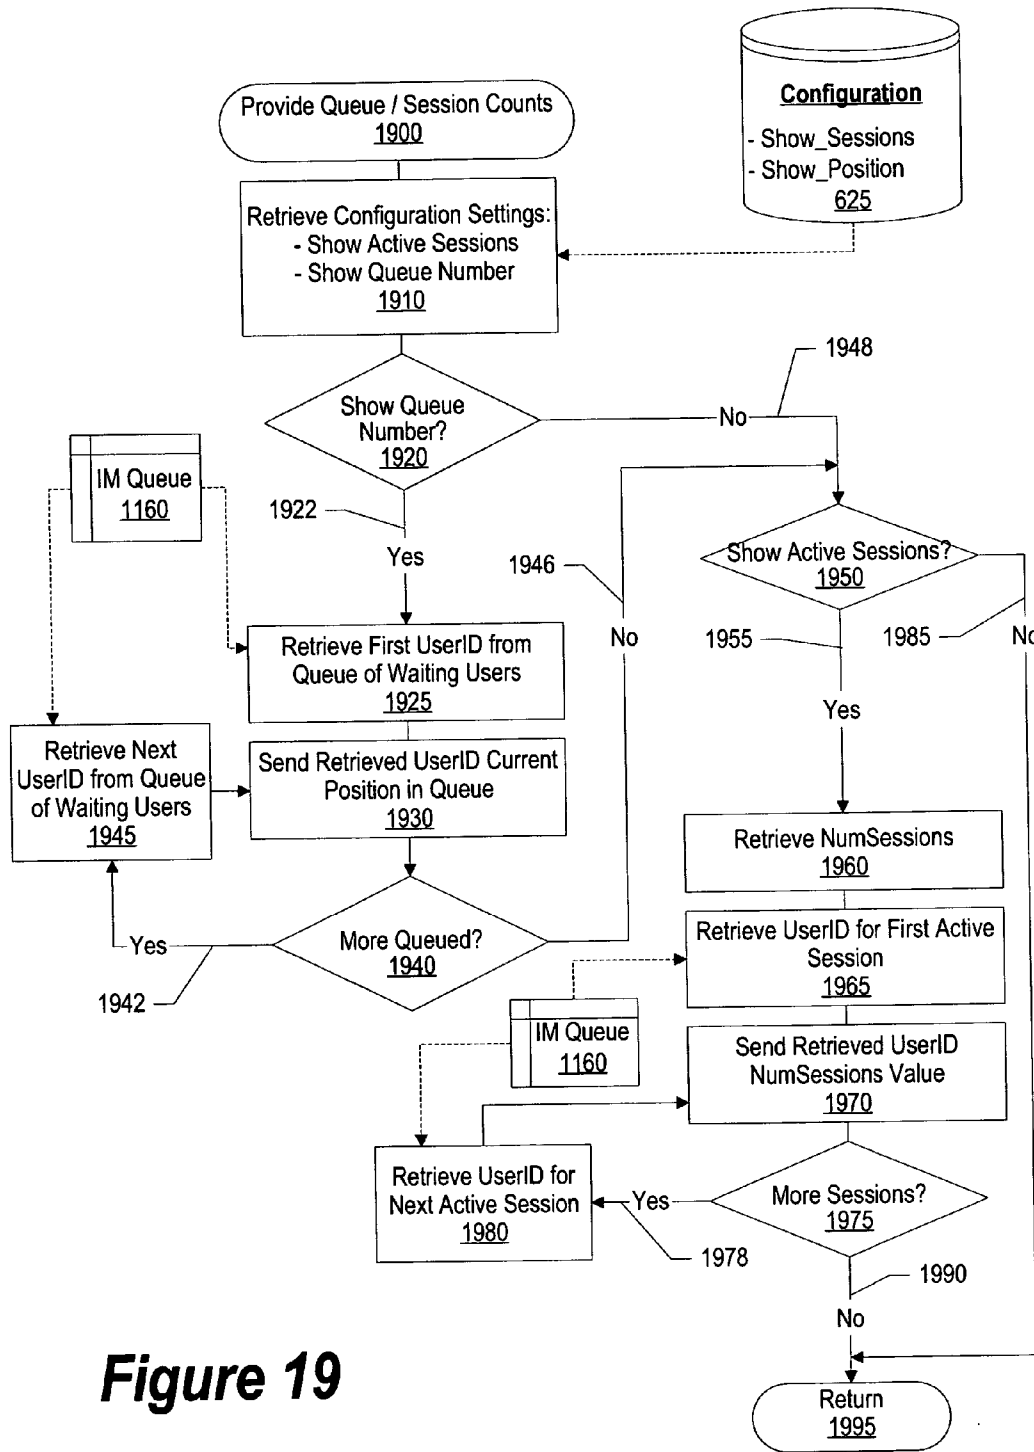 Provide Queue / Session Counts
1900
Configuration
- Show_Sessions
- Show_Position
625
Retrieve Configuration Settings:
- Show Active Sessions
- Show Queue Number
1910
1948
Show Queue
Number?
1920
No
IM Queue
1160
1922
Yes
1946
Show Active Sessions?
1950
No
1955
1985
No
Retrieve First UserID from
Queue of Waiting Users
1925
Yes
Retrieve Next
UserID from Queue
of Waiting Users
1945
Send Retrieved UserID Current
Position in Queue
1930
Retrieve NumSessions
1960
More Queued?
1940
Yes
1942
Retrieve UserID for First Active
Session
1965
IM Queue
1160
Send Retrieved UserID
NumSessions Value
1970
Retrieve UserID for
Next Active Session
1980
More Sessions?
1975
Yes
1978
1990
No
Figure 19
Return
1995